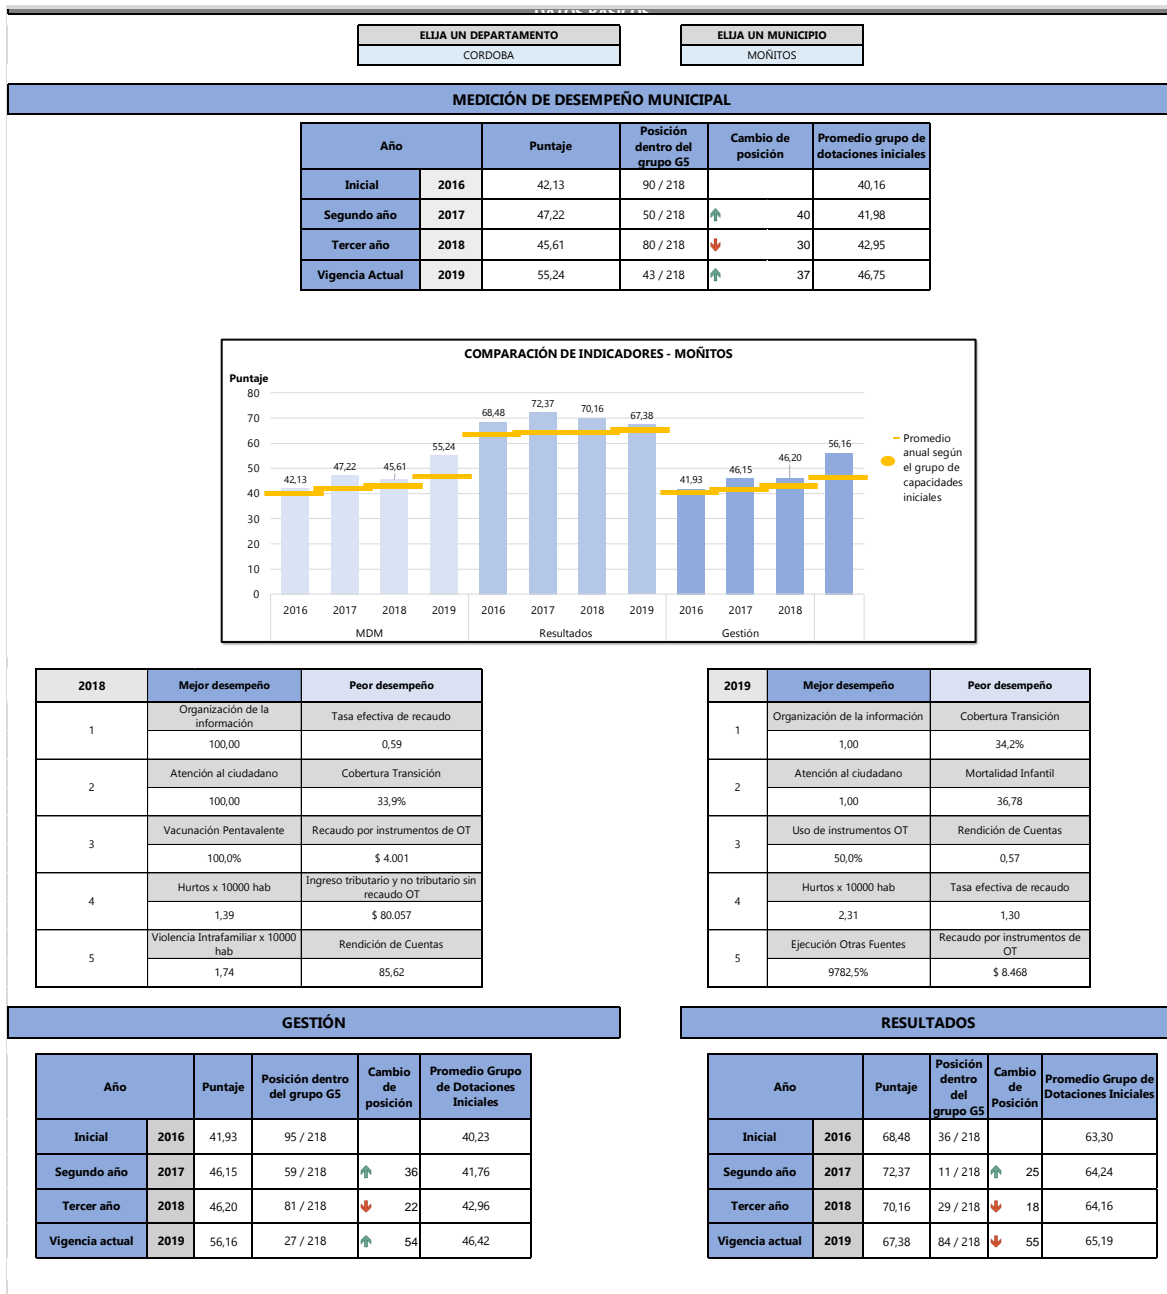 DATOS BÁSICOS
ELIJA UN DEPARTAMENTO
ELIJA UN MUNICIPIO
CORDOBA
MOÑITOS
MEDICIÓN DE DESEMPEÑO MUNICIPAL
Año Puntaje Posición dentro del grupo G5 Cambio de posición Promedio grupo de dotaciones iniciales
Inicial 2016 42,13 90 / 218 40,16
Segundo año 2017 47,22 50 / 218 40 41,98
Tercer año 2018 45,61 80 / 218 30 42,95
Vigencia Actual 2019 55,24 43 / 218 37 46,75
COMPARACIÓN DE INDICADORES - MOÑITOS
Puntaje
80
70
60
50
40
30
20
10
0
42,13 47,22 45,61 55,24 68,48 72,37 70,16 67,38 41,93 46,15 46,20 56,16
2016 2017 2018 2019 2016 2017 2018 2019 2016 2017 2018
MDM Resultados Gestión
Promedio
anual según
el grupo de
capacidades
iniciales
2018 Mejor desempeño Peor desempeño
1 Organización de la información Tasa efectiva de recaudo
100,00 0,59
2 Atención al ciudadano Cobertura Transición
100,00 33,9%
3 Vacunación Pentavalente Recaudo por instrumentos de OT
100,0% $ 4.001
4 Hurtos x 10000 hab Ingreso tributario y no tributario sin recaudo OT
1,39 $ 80.057
5 Violencia Intrafamiliar x 10000 hab Rendición de Cuentas
1,74 85,62
2019 Mejor desempeño Peor desempeño
1 Organización de la información Cobertura Transición
1,00 34,2%
2 Atención al ciudadano Mortalidad Infantil
1,00 36,78
3 Uso de instrumentos OT Rendición de Cuentas
50,0% 0,57
4 Hurtos x 10000 hab Tasa efectiva de recaudo
2,31 1,30
5 Ejecución Otras Fuentes Recaudo por instrumentos de OT
9782,5% $ 8.468
GESTIÓN
Año Puntaje Posición dentro del grupo G5 Cambio de posición Promedio Grupo de Dotaciones Iniciales
Inicial 2016 41,93 95 / 218 40,23
Segundo año 2017 46,15 59 / 218 36 41,76
Tercer año 2018 46,20 81 / 218 22 42,96
Vigencia actual 2019 56,16 27 / 218 54 46,42
RESULTADOS
Año Puntaje Posición dentro del grupo G5 Cambio de Posición Promedio Grupo de Dotaciones Iniciales
Inicial 2016 68,48 36 / 218 63,30
Segundo año 2017 72,37 11 / 218 25 64,24
Tercer año 2018 70,16 29 / 218 18 64,16
Vigencia actual 2019 67,38 84 / 218 55 65,19